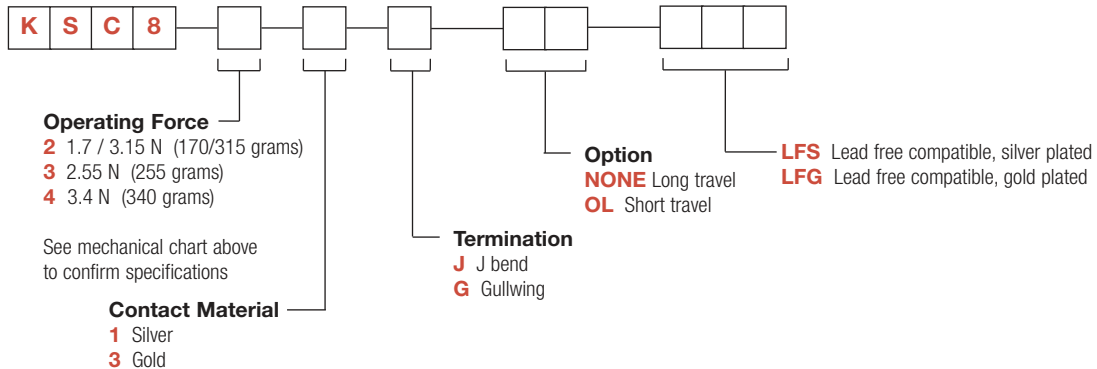 K S C 8
Operating Force
2 1.7 / 3.15 N (170/315 grams)
3 2.55 N (255 grams)
4 3.4 N (340 grams)
See mechanical chart above
to confirm specifications
Contact Material
1 Silver
3 Gold
Termination
J J bend
G Gullwing
Option
NONE Long travel
OL Short travel
LFS Lead free compatible, silver plated
LFG Lead free compatible, gold plated